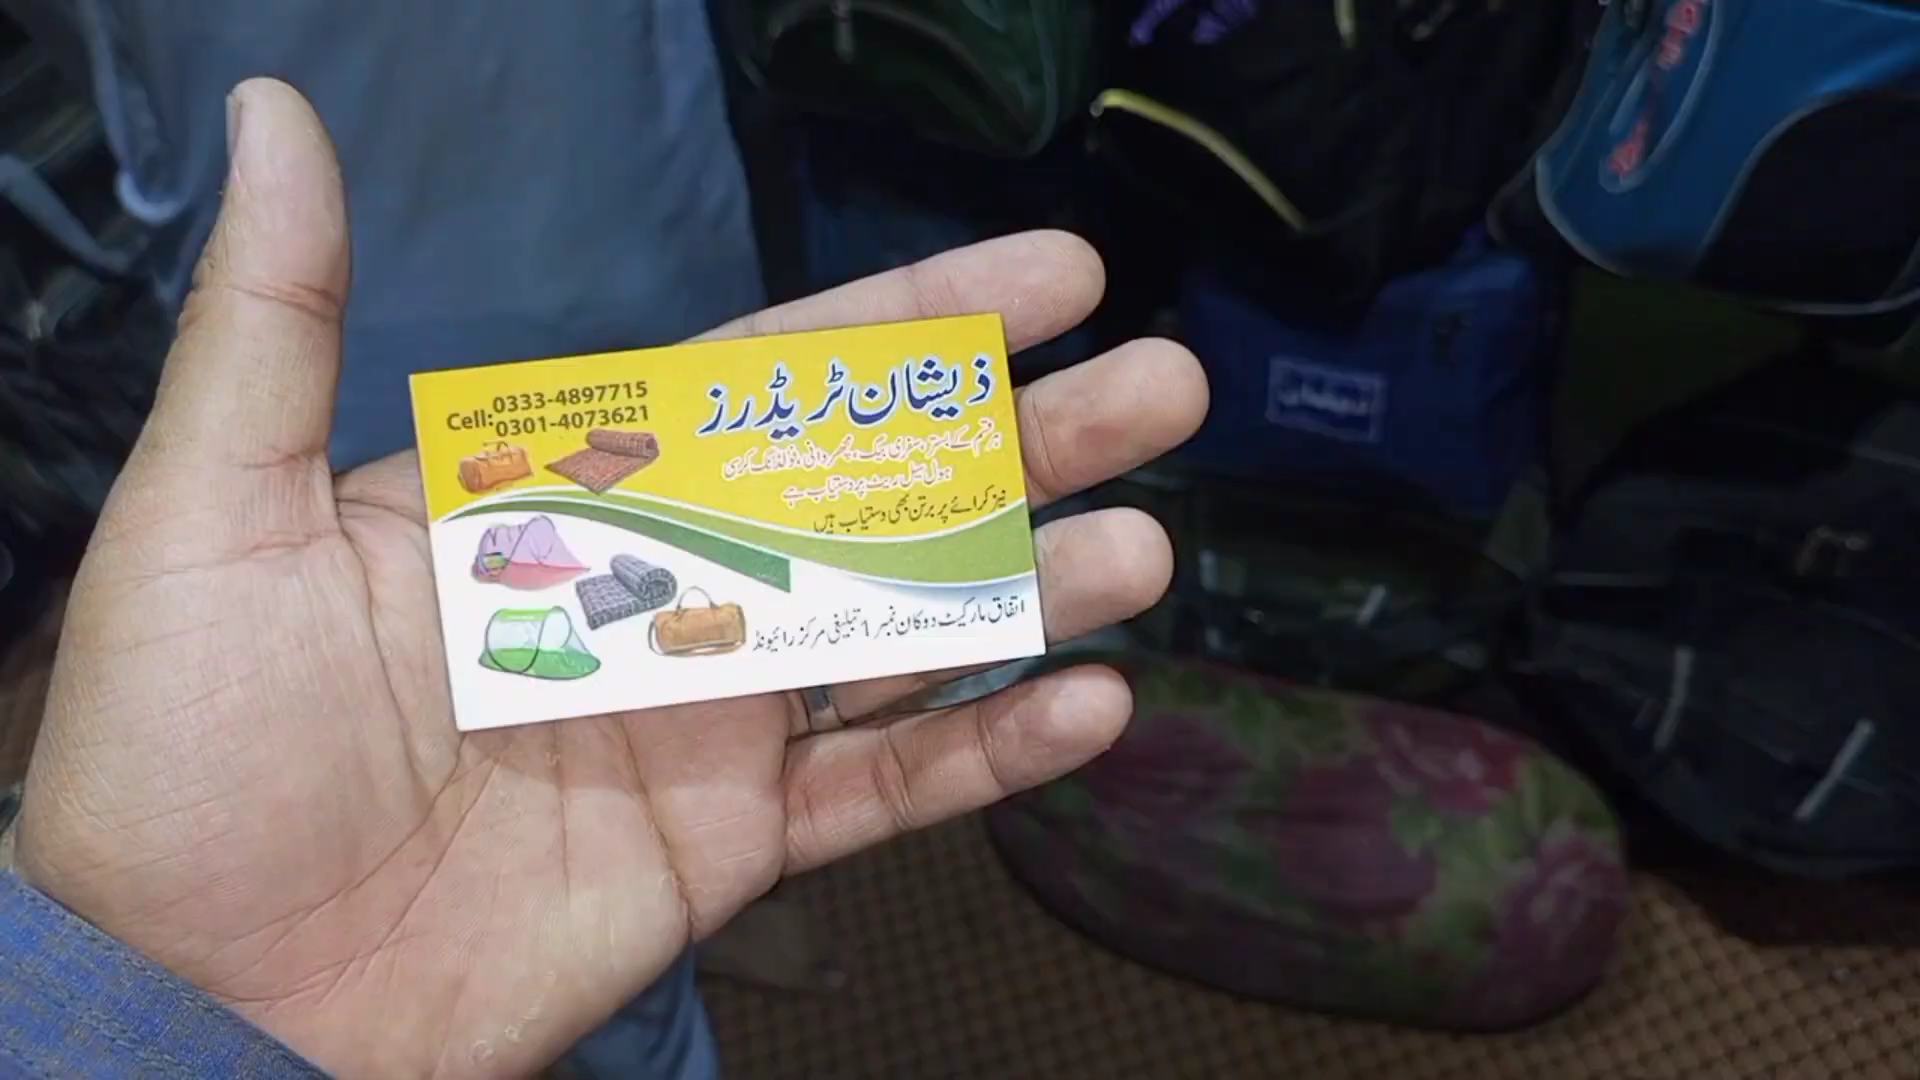 ذیشان ٹریڈرز
Cell: 0333-4897715
0301-4073621
ہر قسم کے بستر، سفری بیگ، مچھر دانی، فولڈنگ کرسی
ہول سیل ریٹ پر دستیاب ہے
نیز کرائے پر برتن بھی دستیاب ہیں
اتفاق مارکیٹ دوکان نمبر 1 تبلیغی مرکز رائیونڈ